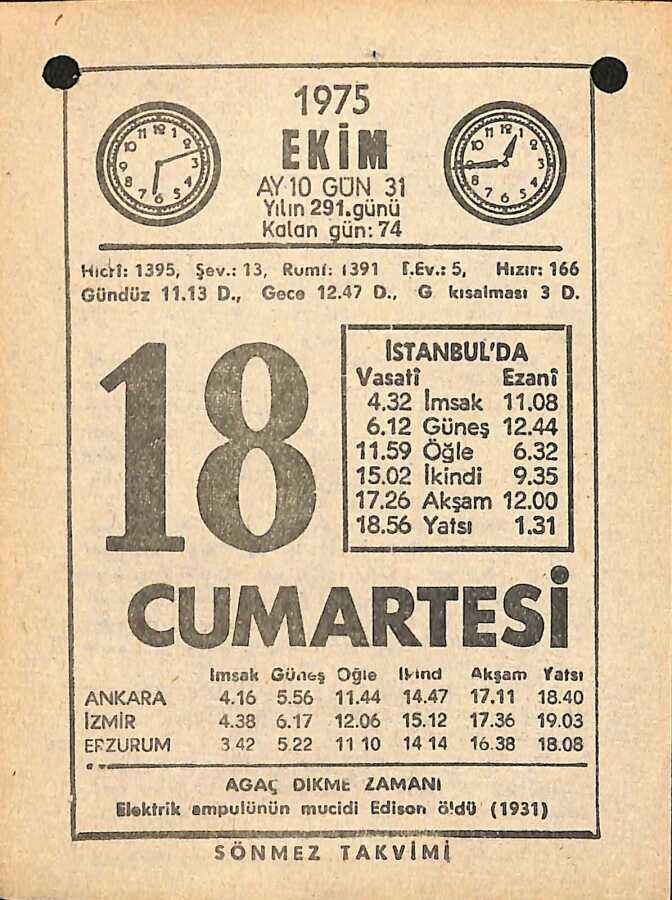 1975
EKİM
AY 10 GÜN 31
Yılın 291.günü
Kalan gün: 74
Hicrî: 1395, Şev.: 13, Rumî: 1391 T.Ev.: 5, Hızır: 166
Gündüz 11.13 D., Gece 12.47 D., G kısalması 3 D.
18
İSTANBUL'DA
Vasatî Ezanî
4.32 İmsak 11.08
6.12 Güneş 12.44
11.59 Öğle 6.32
15.02 İkindi 9.35
17.26 Akşam 12.00
18.56 Yatsı 1.31
CUMARTESİ
Imsak Güneş Öğle İkind Akşam Yatsı
ANKARA 4.16 5.56 11.44 14.47 17.11 18.40
İZMİR 4.38 6.17 12.06 15.12 17.36 19.03
ERZURUM 3 42 5.22 11 10 14 14 16.38 18.08
AGAÇ DİKME ZAMANI
Elektrik ampulünün mucidi Edison öldü (1931)
SÖNMEZ TAKVİMİ